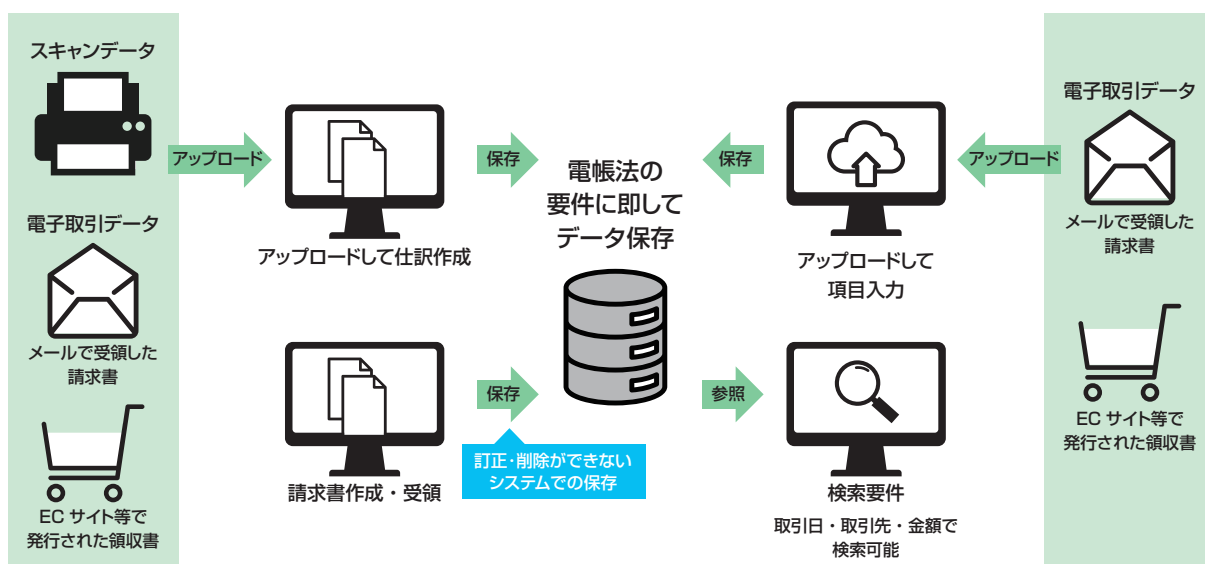 スキャンデータ
アップロード
電子取引データ
メールで受領した
請求書
EC サイト等で
発行された領収書
アップロードして仕訳作成
保存
請求書作成・受領
保存
訂正・削除ができない
システムでの保存
電帳法の
要件に即して
データ保存
保存
アップロードして
項目入力
参照
検索要件
取引日・取引先・金額で
検索可能
アップロード
電子取引データ
メールで受領した
請求書
EC サイト等で
発行された領収書